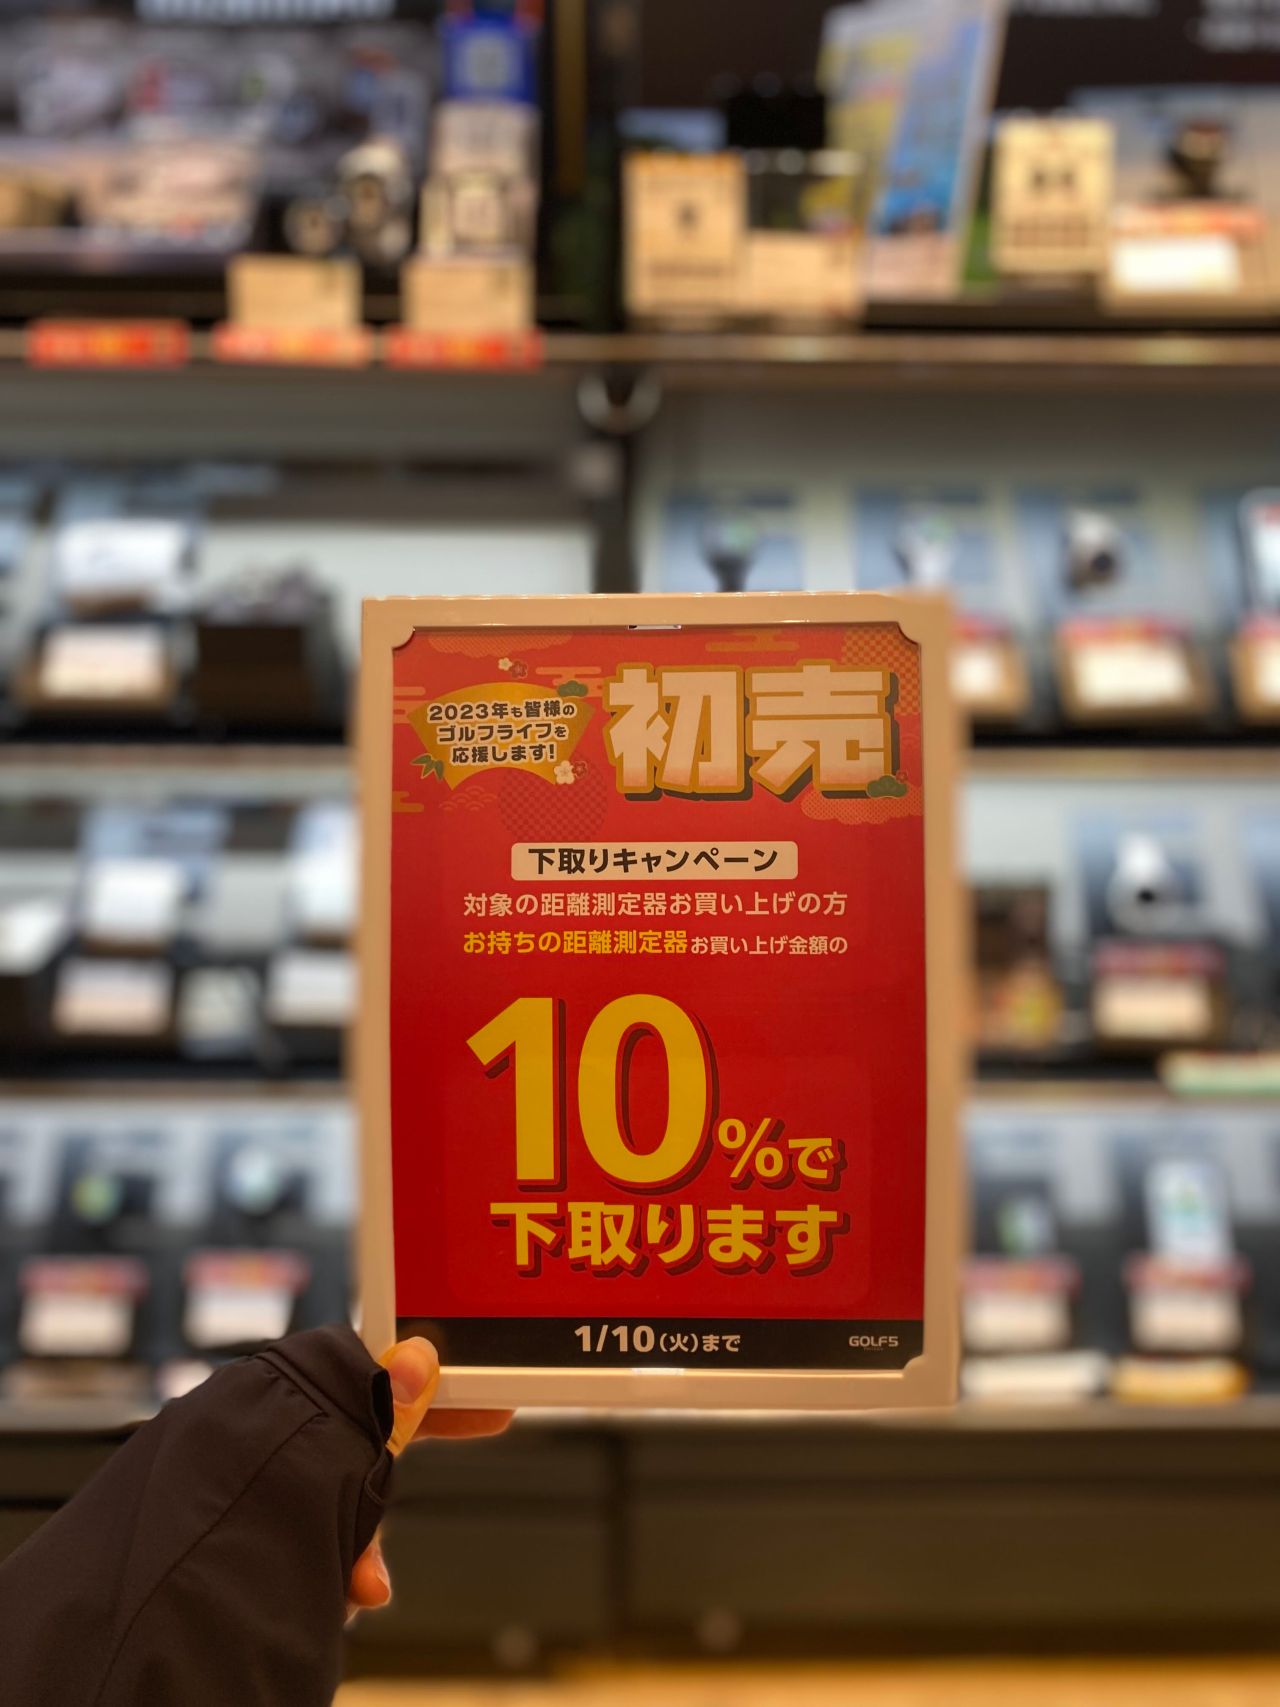 2023年も皆様の
ゴルフライフを
応援します!
初売
下取りキャンペーン
対象の距離測定器お買い上げの方
お持ちの距離測定器お買い上げ金額の
10%で
下取ります
1/10(火)まで
GOLF5